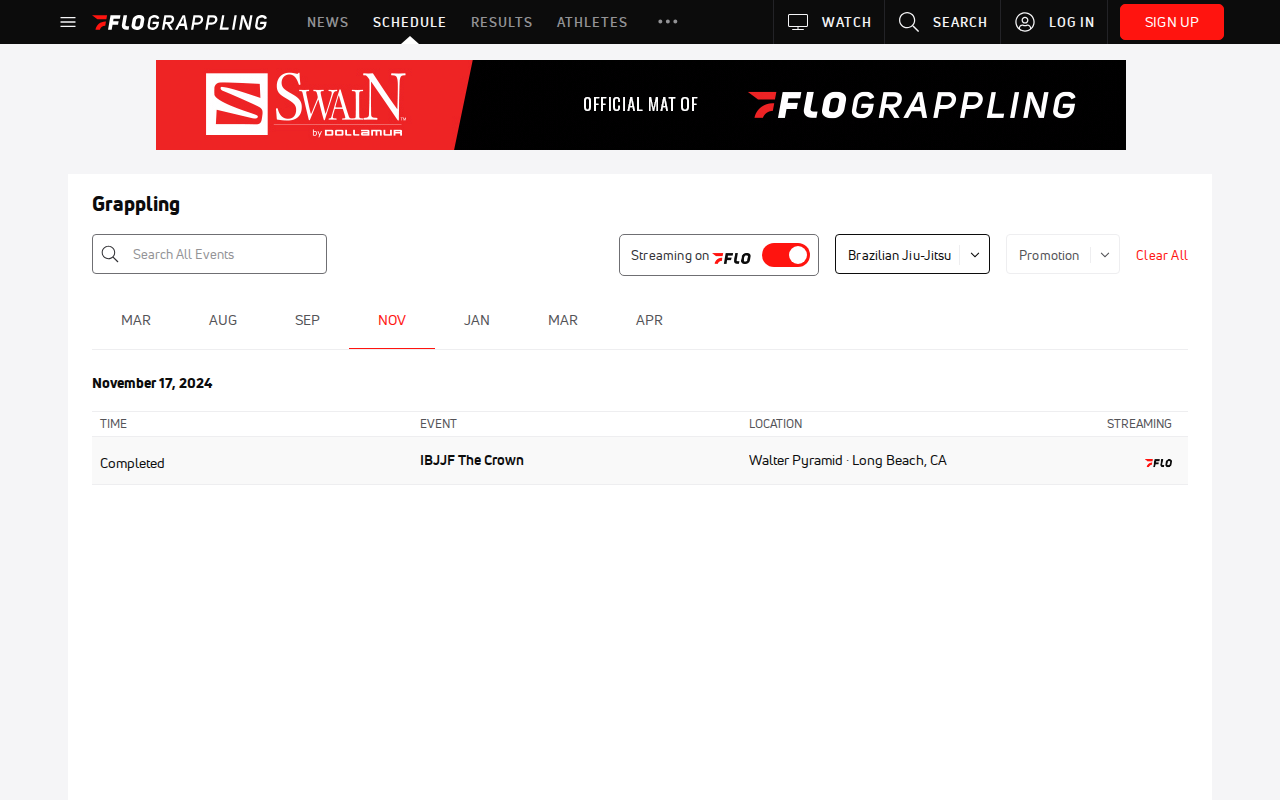 FLOGRAPPLING NEWS SCHEDULE RESULTS ATHLETES WATCH SEARCH LOG IN SIGN UP
SWAIN
by DOLLAMUR
OFFICIAL MAT OF FLOGRAPPLING
Grappling
Search All Events Streaming on FLO Brazilian Jiu-Jitsu Promotion Clear All
MAR AUG SEP NOV JAN MAR APR
November 17, 2024
TIME EVENT LOCATION STREAMING
Completed IBJJF The Crown Walter Pyramid · Long Beach, CA FLO